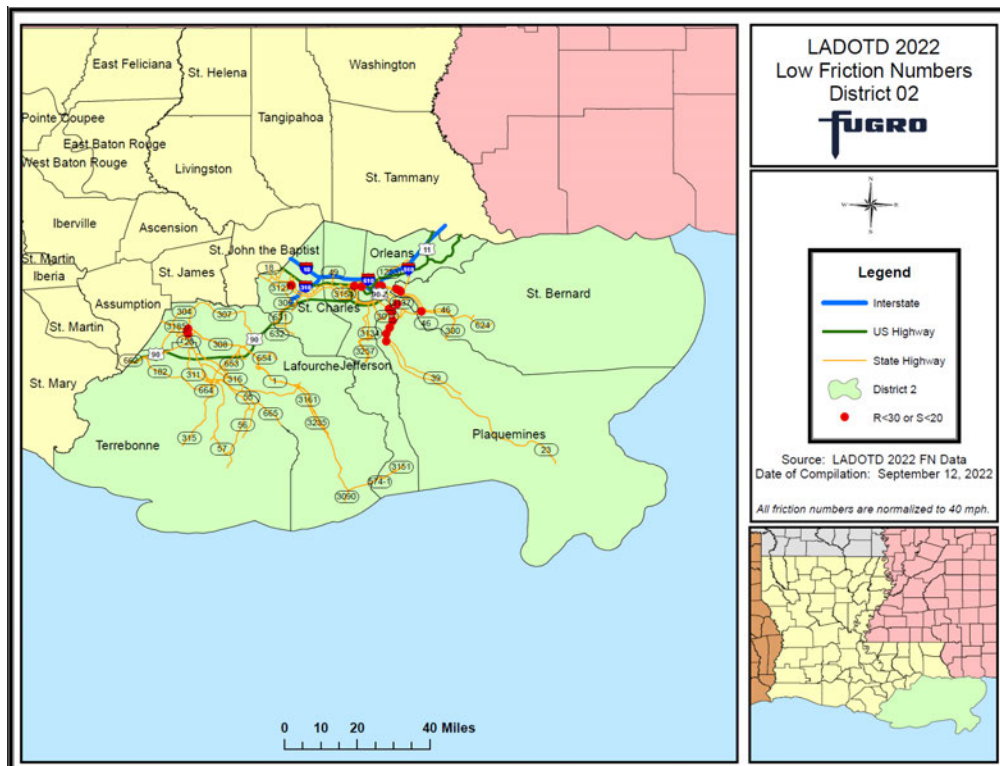 LADOTD 2022
Low Friction Numbers
District 02
FUGRO
N
W
E
S
Legend
Interstate
US Highway
State Highway
District 2
R<30 or S<20
Source: LADOTD 2022 FN Data
Date of Compilation: September 12, 2022
All friction numbers are normalized to 40 mph.
East Feliciana
St. Helena
Washington
Pointe Coupee
Tangipahoa
East Baton Rouge
West Baton Rouge
Livingston
St. Tammany
Iberville
Ascension
St. John the Baptist
Orleans
11
St. Martin
Iberia
St. James
18
10
49
St. Bernard
Assumption
310
St. Charles
304
307
631
46
46
300
624
St. Martin
632
3134
3257
90
308
90
653
654
182
311
316
1
Lafourche
Jefferson
39
St. Mary
664
55
665
3161
3235
56
Terrebonne
315
57
Plaquemines
23
3151
574-1
3090
0 10 20 40 Miles